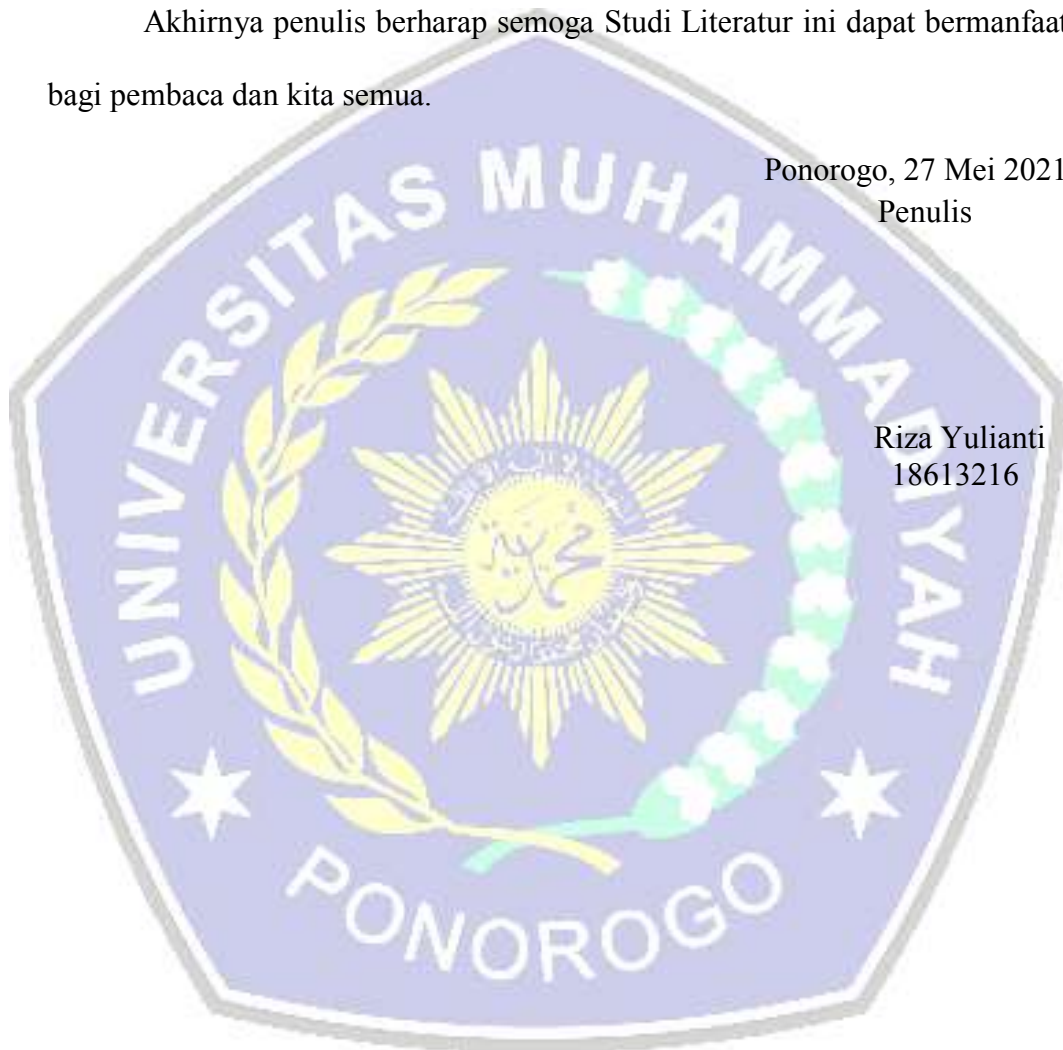 Akhirnya penulis berharap semoga Studi Literatur ini dapat bermanfaat
bagi pembaca dan kita semua.
Ponorogo, 27 Mei 2021
Penulis
UNIVERSITAS MUHAMMADIYAH
Riza Yulianti
18613216
PONOROGO